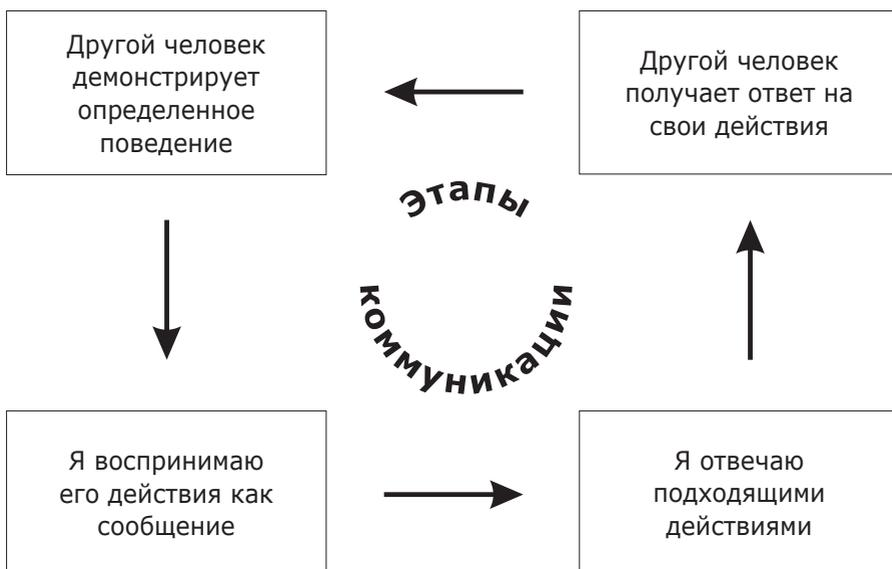 Другой человек
демонстрирует
определенное
поведение
Другой человек
получает ответ на
свои действия
Этапы
коммуникации
Я воспринимаю
его действия как
сообщение
Я отвечаю
подходящими
действиями